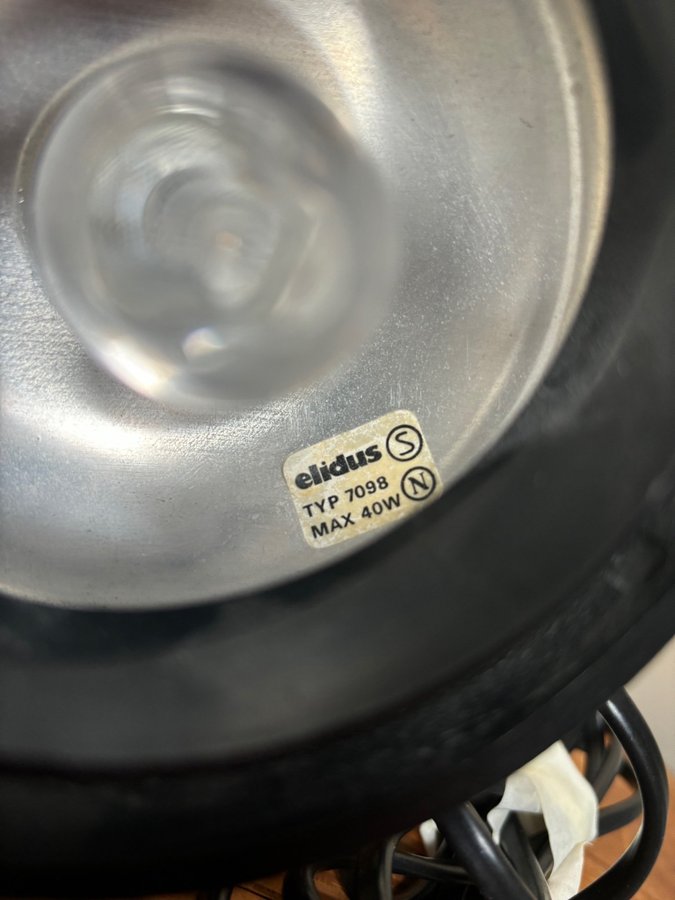 elidus S
TYP 7098 N
MAX 40W